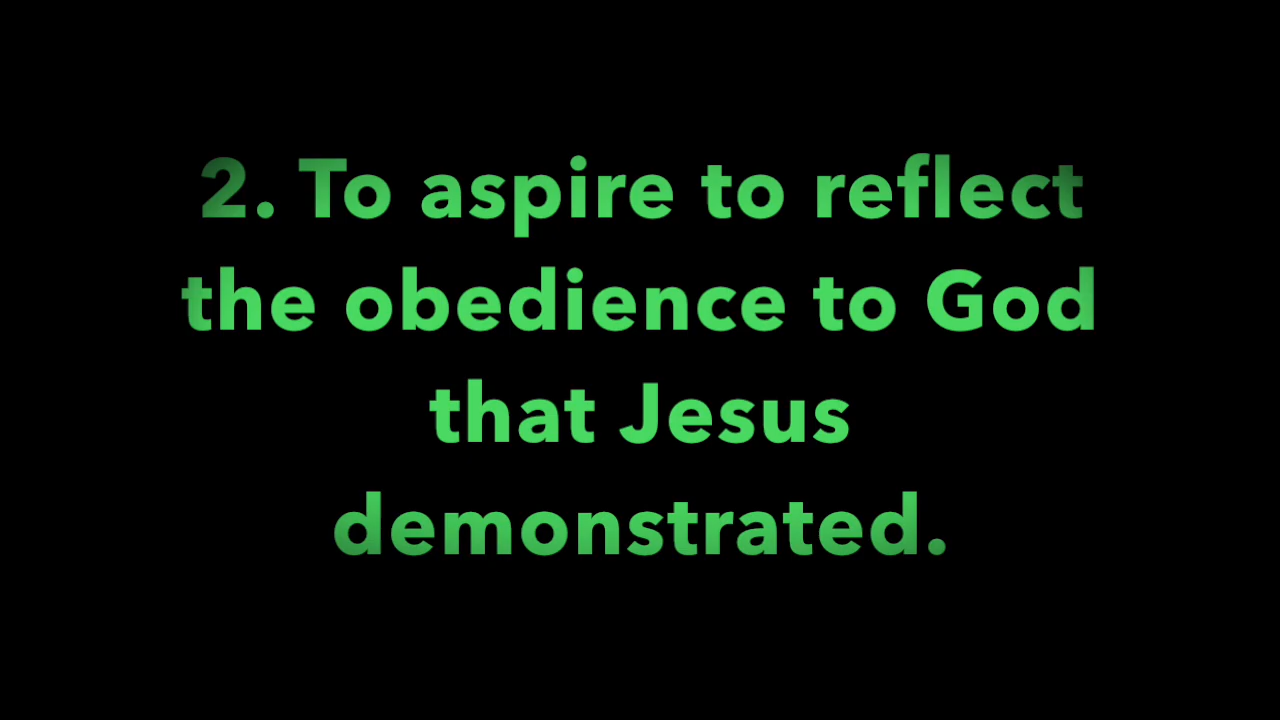 2. To aspire to reflect
the obedience to God
that Jesus
demonstrated.